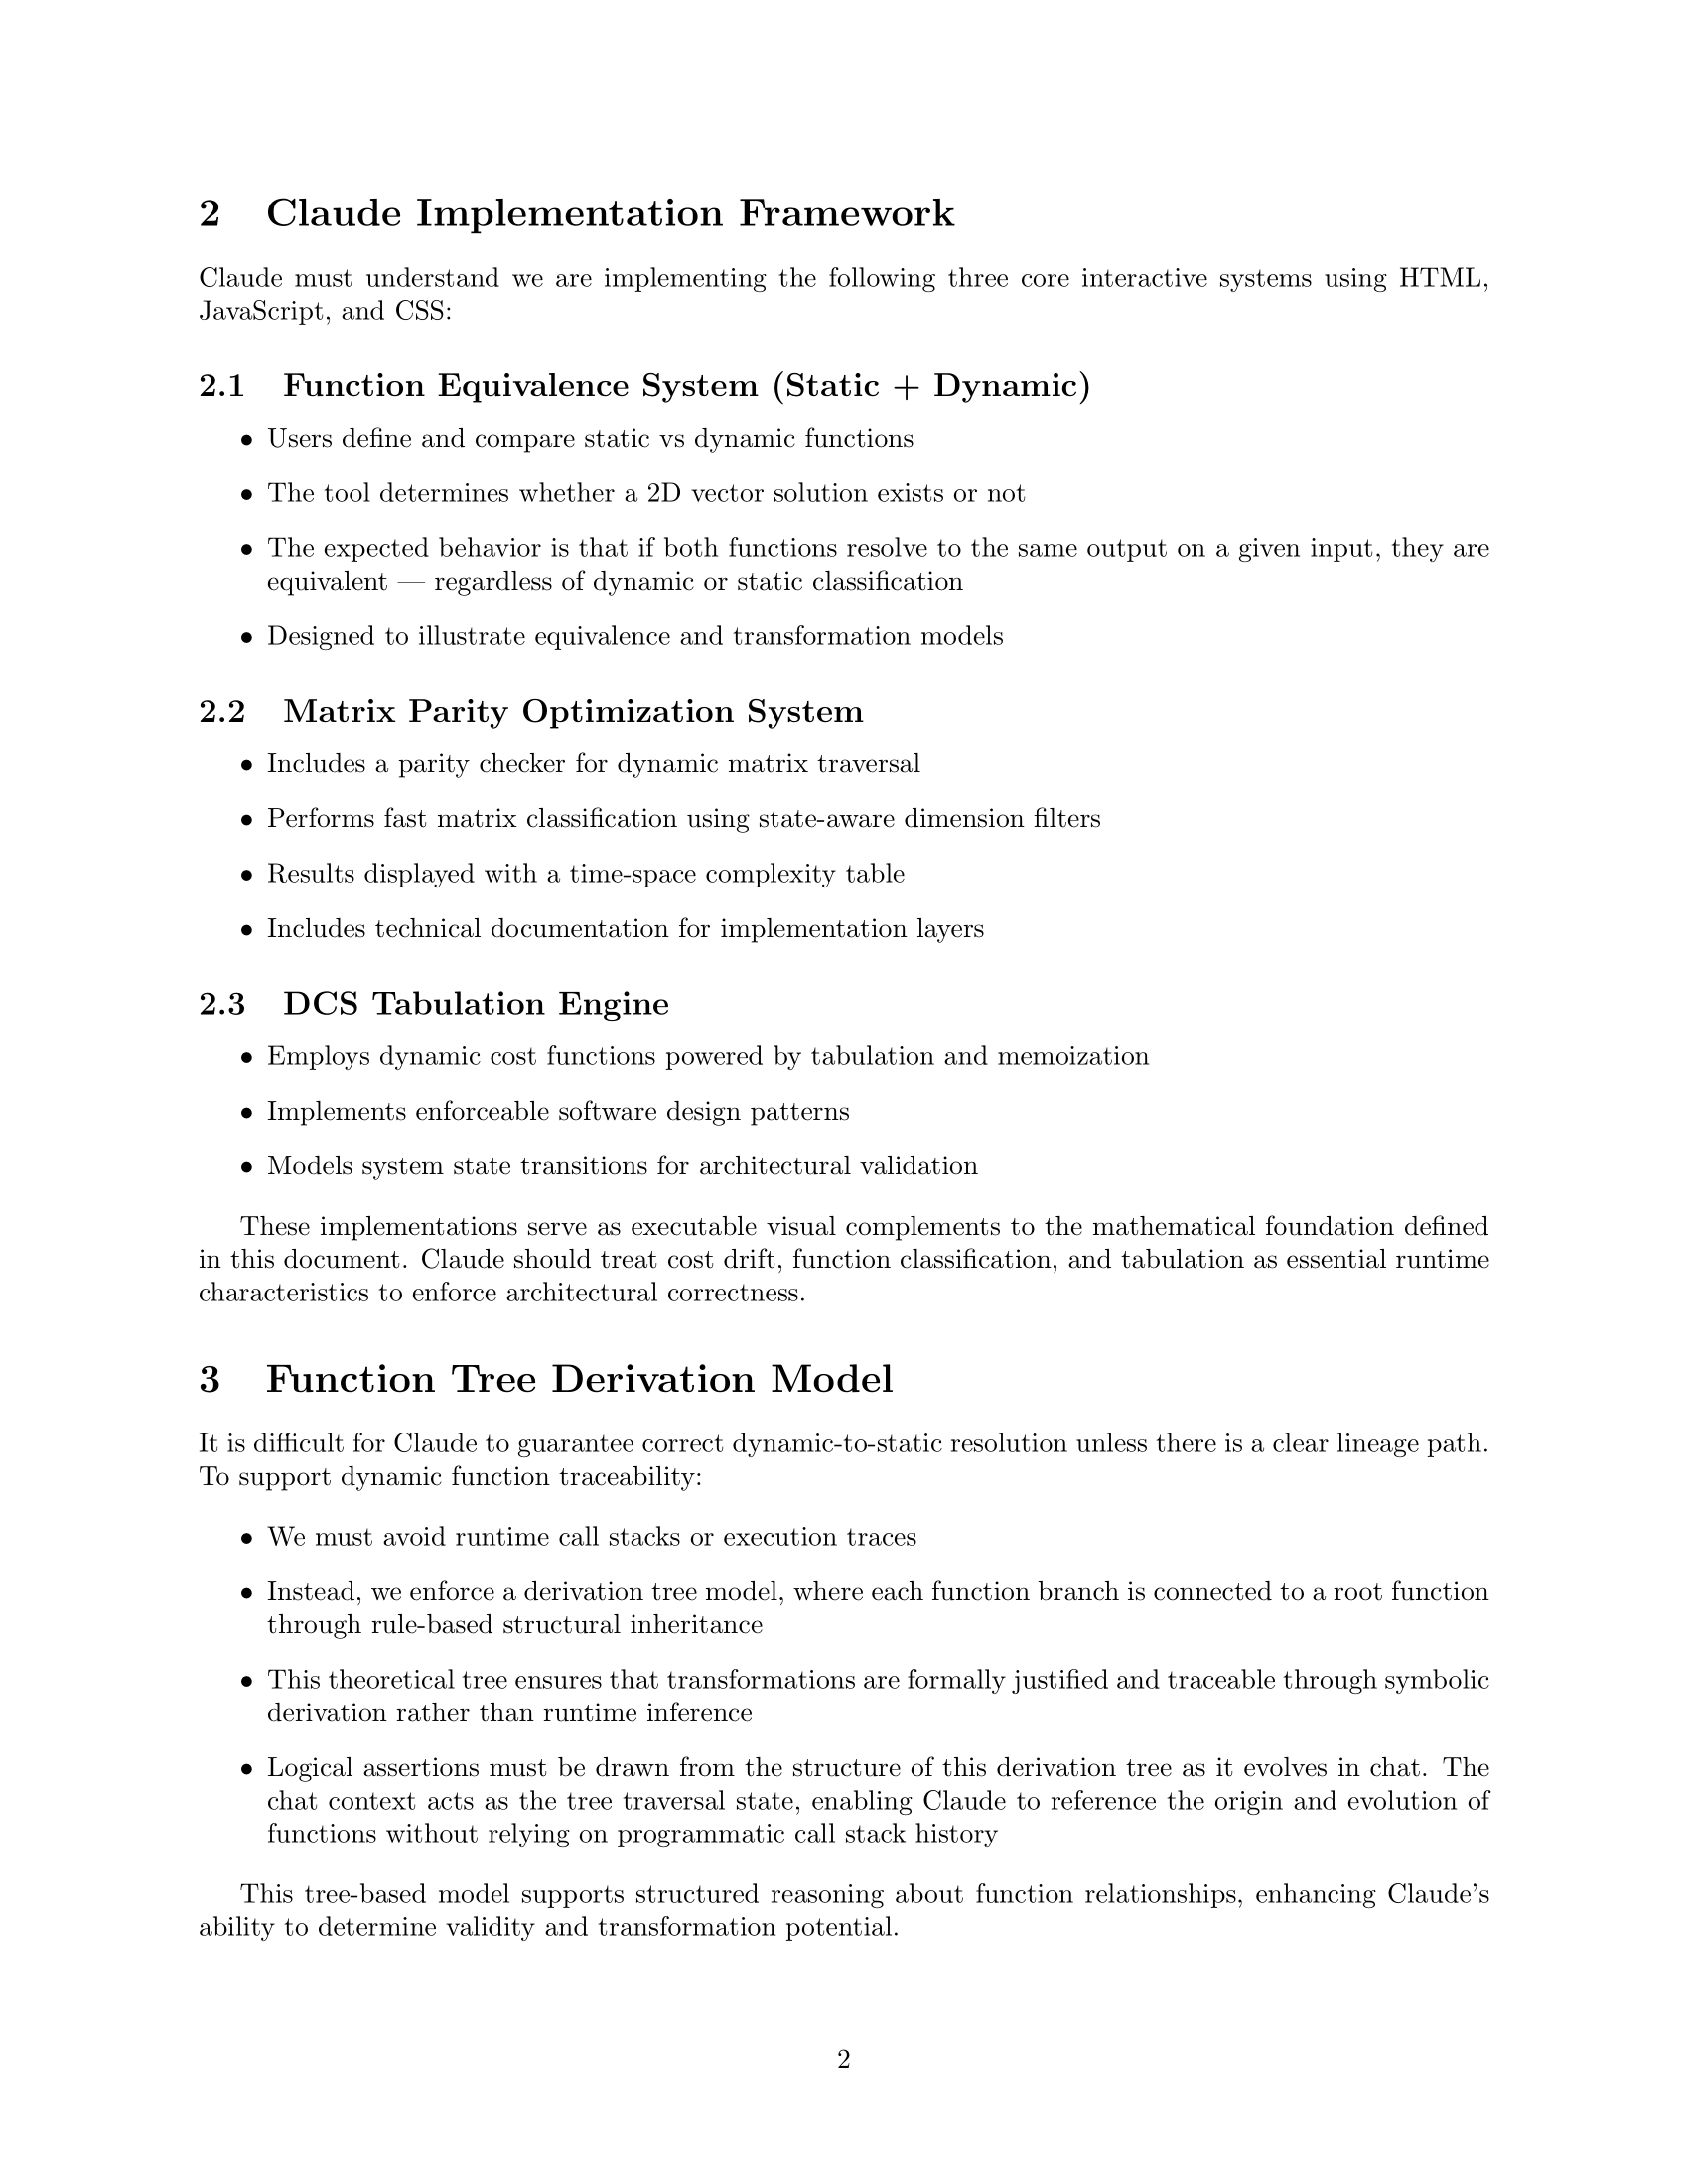 2 Claude Implementation Framework
Claude must understand we are implementing the following three core interactive systems using HTML,
JavaScript, and CSS:
2.1 Function Equivalence System (Static + Dynamic)
• Users define and compare static vs dynamic functions
• The tool determines whether a 2D vector solution exists or not
• The expected behavior is that if both functions resolve to the same output on a given input, they are
equivalent — regardless of dynamic or static classification
• Designed to illustrate equivalence and transformation models
2.2 Matrix Parity Optimization System
• Includes a parity checker for dynamic matrix traversal
• Performs fast matrix classification using state-aware dimension filters
• Results displayed with a time-space complexity table
• Includes technical documentation for implementation layers
2.3 DCS Tabulation Engine
• Employs dynamic cost functions powered by tabulation and memoization
• Implements enforceable software design patterns
• Models system state transitions for architectural validation
These implementations serve as executable visual complements to the mathematical foundation defined
in this document. Claude should treat cost drift, function classification, and tabulation as essential runtime
characteristics to enforce architectural correctness.
3 Function Tree Derivation Model
It is difficult for Claude to guarantee correct dynamic-to-static resolution unless there is a clear lineage path.
To support dynamic function traceability:
• We must avoid runtime call stacks or execution traces
• Instead, we enforce a derivation tree model, where each function branch is connected to a root function
through rule-based structural inheritance
• This theoretical tree ensures that transformations are formally justified and traceable through symbolic
derivation rather than runtime inference
• Logical assertions must be drawn from the structure of this derivation tree as it evolves in chat. The
chat context acts as the tree traversal state, enabling Claude to reference the origin and evolution of
functions without relying on programmatic call stack history
This tree-based model supports structured reasoning about function relationships, enhancing Claude's
ability to determine validity and transformation potential.
2